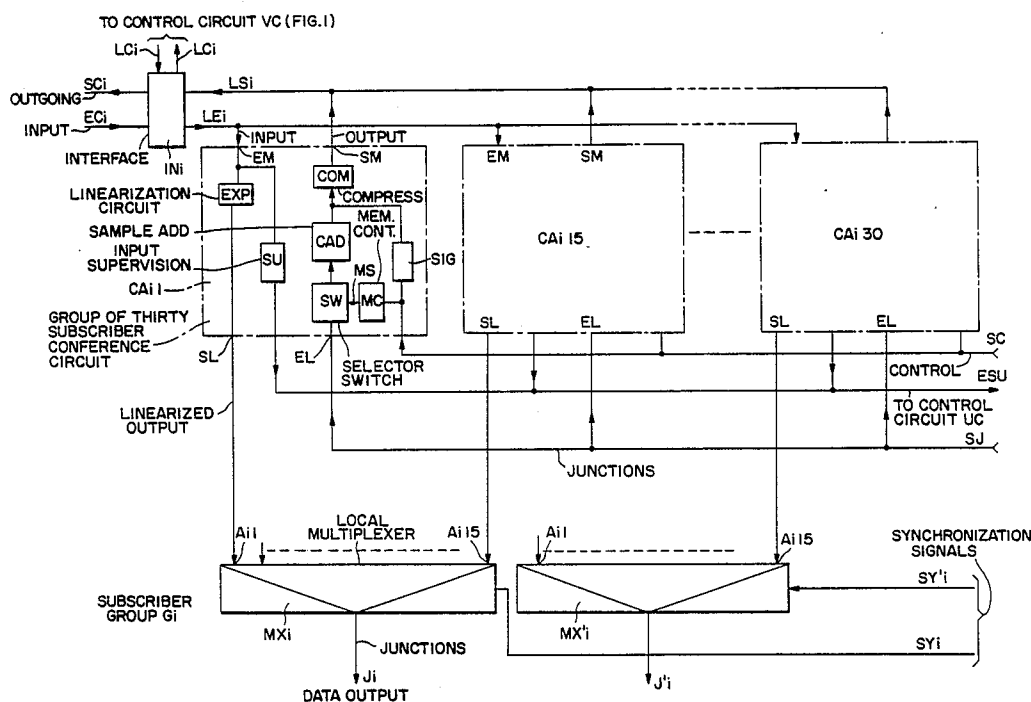 TO CONTROL CIRCUIT VC (FIG.1)
LCi
LCi
SCi
LSi
OUTGOING
ECi
LEi
INPUT
INPUT
OUTPUT
INTERFACE
INi
EM
SM
EM
SM
COM
EXP
COMPRESS
LINEARIZATION
CIRCUIT
MEM.
CONT.
SAMPLE ADD
CAD
INPUT
SUPERVISION
SU
SIG
CAi 15
CAi 30
MS
CAi 1
SW
MC
GROUP OF THIRTY
SUBSCRIBER
CONFERENCE
CIRCUIT
SL
EL
SL
EL
SL
EL
SELECTOR
SWITCH
SC
CONTROL
ESU
LINEARIZED
OUTPUT
TO CONTROL
CIRCUIT UC
SJ
JUNCTIONS
LOCAL
MULTIPLEXER
Ai1
Ai15
Ai1
Ai15
SYNCHRONIZATION
SIGNALS
SY'i
SUBSCRIBER
GROUP Gi
MXi
MX'i
JUNCTIONS
SYi
Ji
J'i
DATA OUTPUT